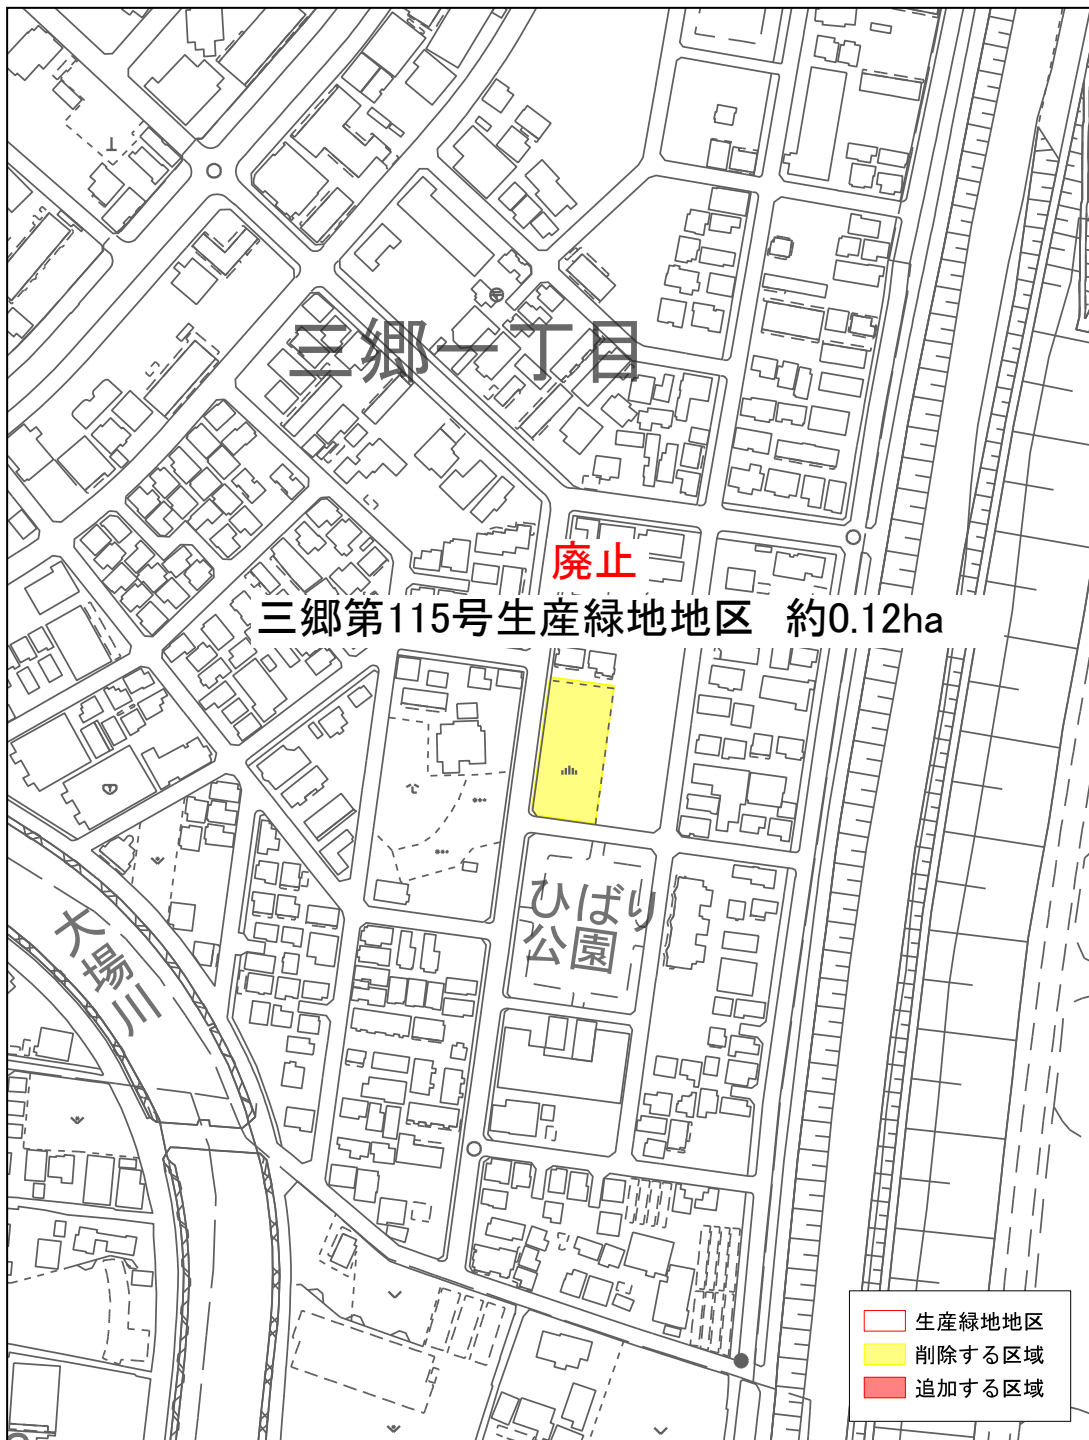 三郷一丁目
廃止
三郷第115号生産緑地地区　約0.12ha
ひばり
公園
大場川
生産緑地地区
削除する区域
追加する区域